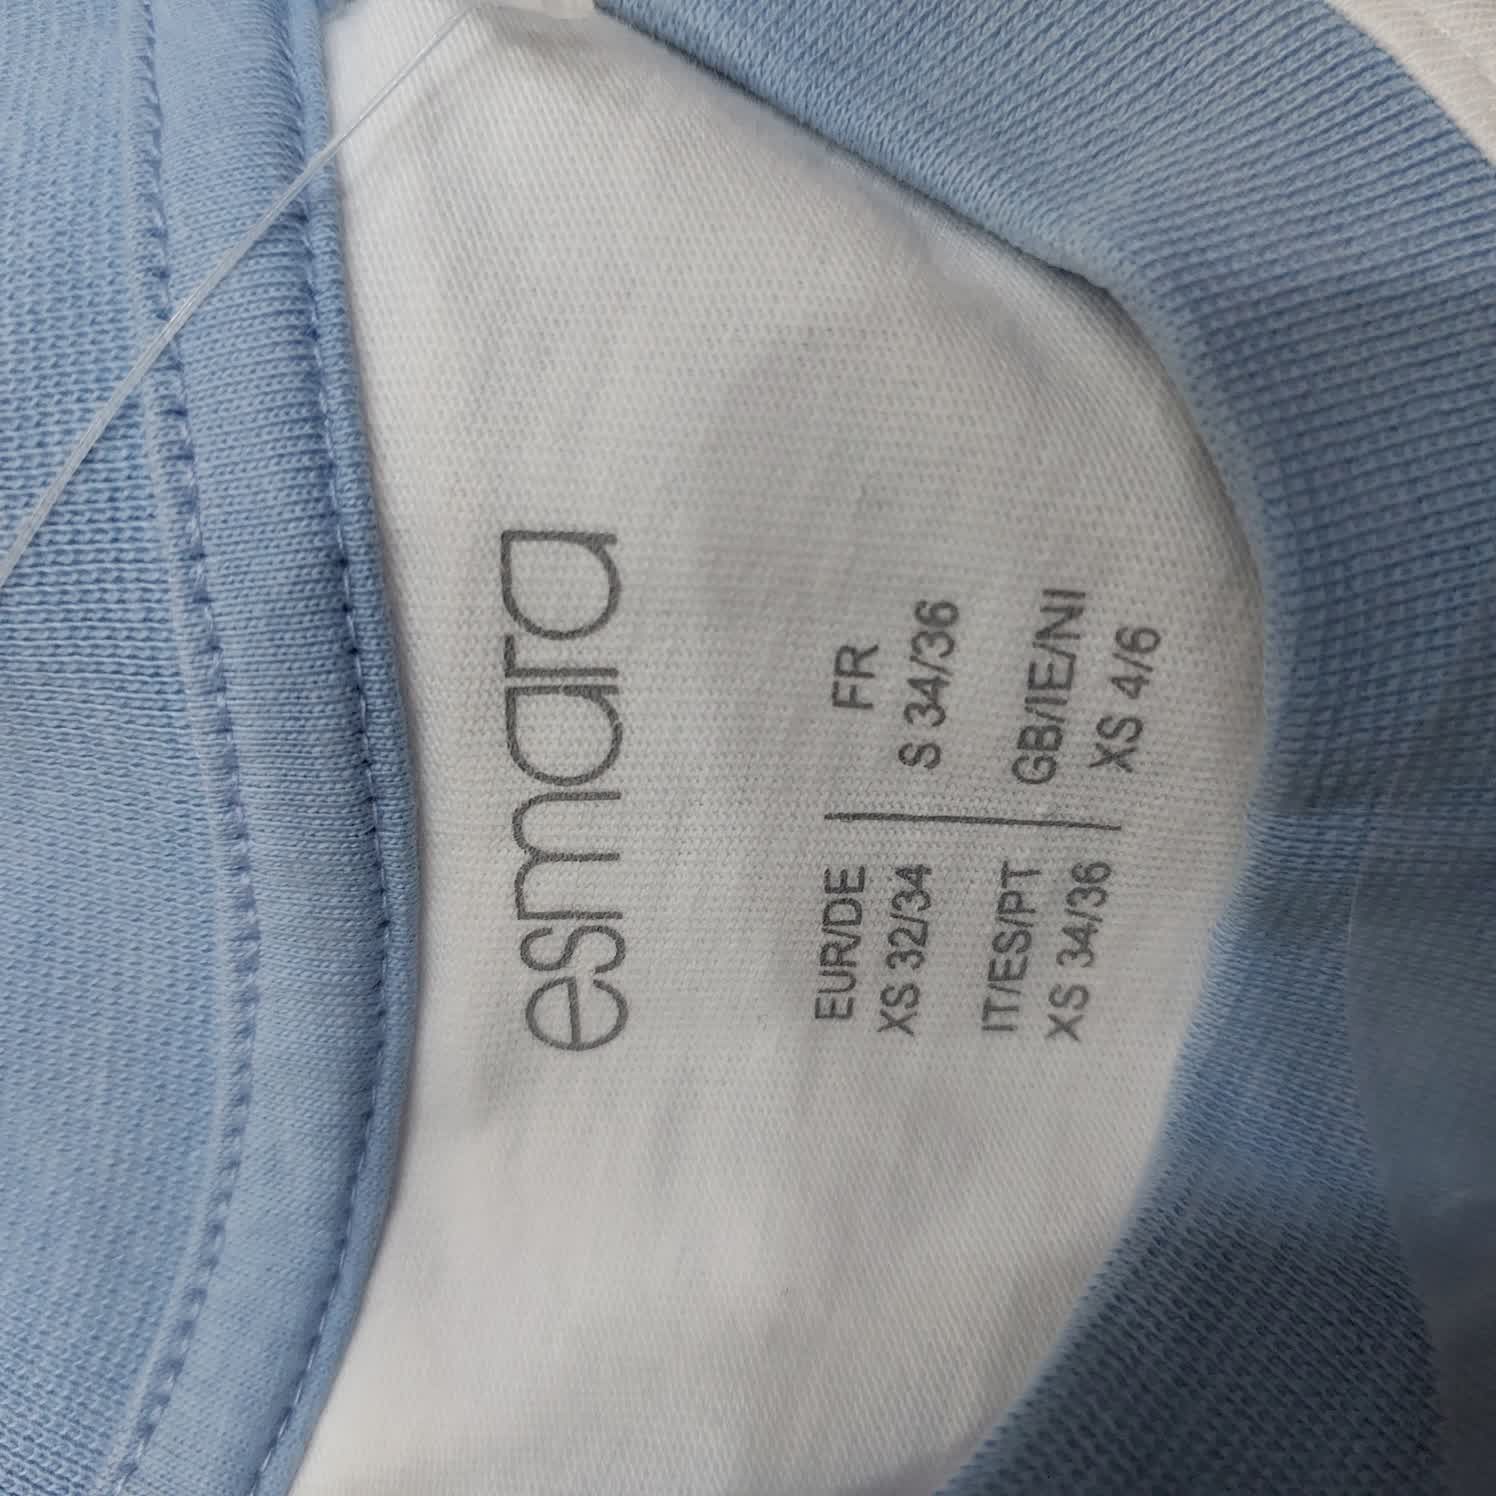 esmara
EUR/DE
XS 32/34
FR
S 34/36
IT/ES/PT
XS 34/36
GB/IE/NI
XS 4/6